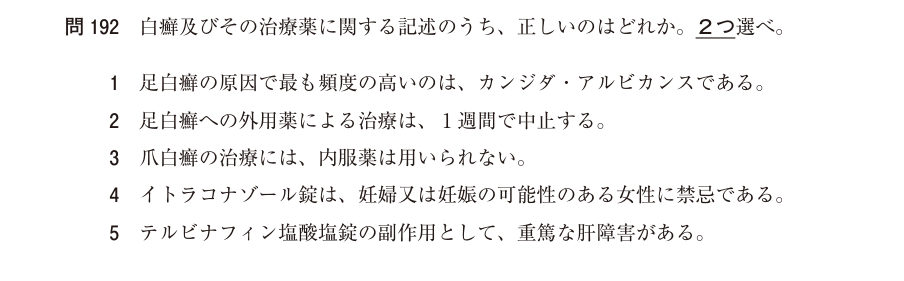 問 192 白癬及びその治療薬に関する記述のうち、正しいのはどれか。2つ選べ。
1 足白癬の原因で最も頻度の高いのは、カンジダ・アルビカンスである。
2 足白癬への外用薬による治療は、1週間で中止する。
3 爪白癬の治療には、内服薬は用いられない。
4 イトラコナゾール錠は、妊婦又は妊娠の可能性のある女性に禁忌である。
5 テルビナフィン塩酸塩錠の副作用として、重篤な肝障害がある。